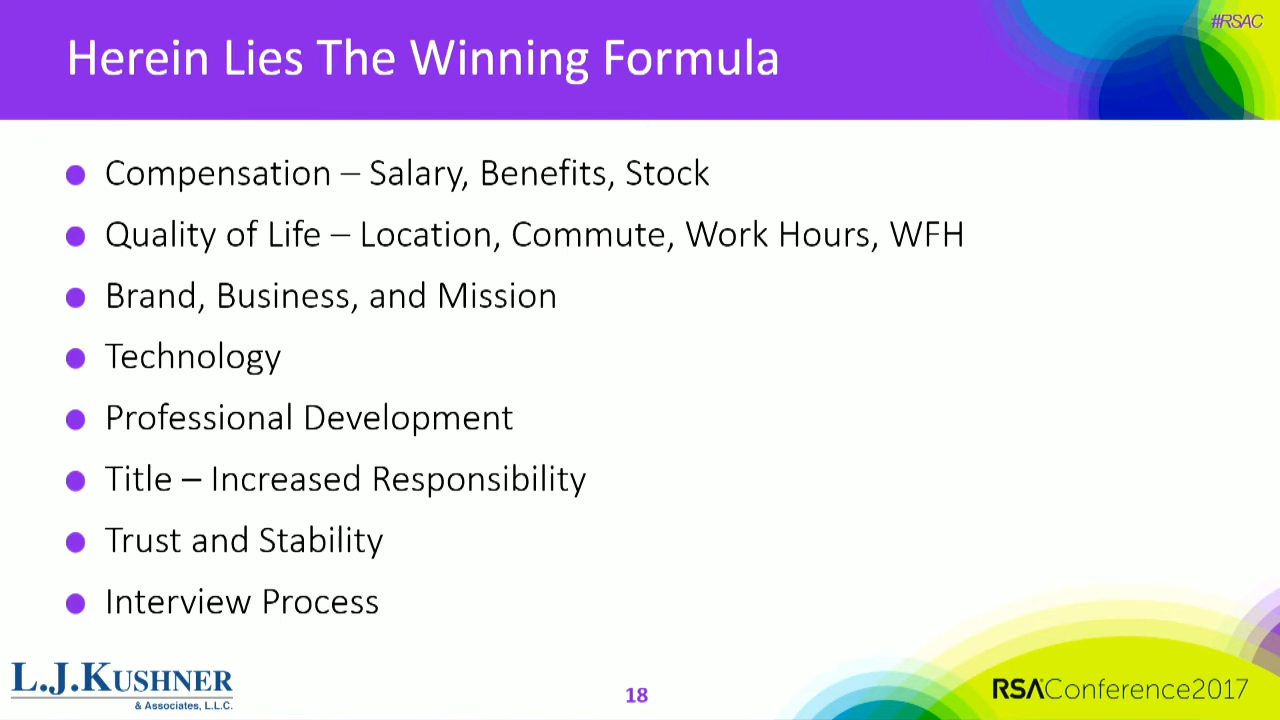 #RSAC
Herein Lies The Winning Formula
Compensation – Salary, Benefits, Stock
Quality of Life – Location, Commute, Work Hours, WFH
Brand, Business, and Mission
Technology
Professional Development
Title – Increased Responsibility
Trust and Stability
Interview Process
L.J.KUSHNER
& Associates, L.L.C.
18
RSAConference2017